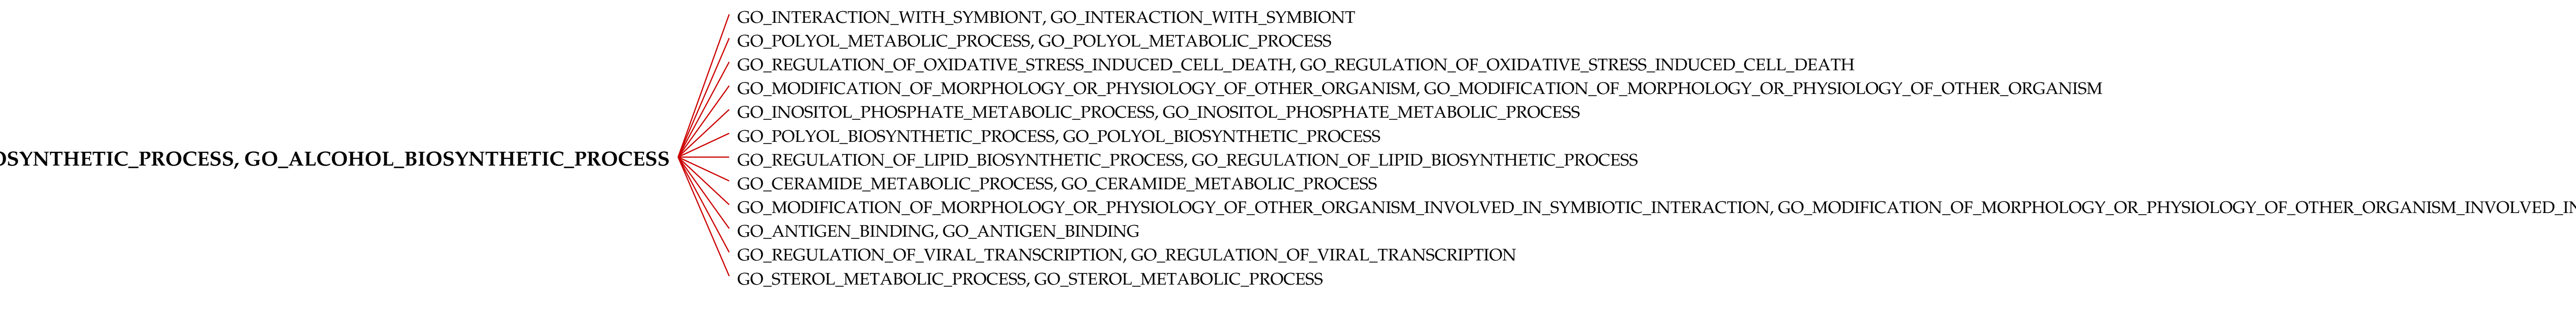 GO_INTERACTION_WITH_SYMBIONT, GO_INTERACTION_WITH_SYMBIONT
GO_POLYOL_METABOLIC_PROCESS, GO_POLYOL_METABOLIC_PROCESS
GO_REGULATION_OF_OXIDATIVE_STRESS_INDUCED_CELL_DEATH, GO_REGULATION_OF_OXIDATIVE_STRESS_INDUCED_CELL_DEATH
GO_MODIFICATION_OF_MORPHOLOGY_OR_PHYSIOLOGY_OF_OTHER_ORGANISM, GO_MODIFICATION_OF_MORPHOLOGY_OR_PHYSIOLOGY_OF_OTHER_ORGANISM
GO_INOSITOL_PHOSPHATE_METABOLIC_PROCESS, GO_INOSITOL_PHOSPHATE_METABOLIC_PROCESS
GO_POLYOL_BIOSYNTHETIC_PROCESS, GO_POLYOL_BIOSYNTHETIC_PROCESS
OSYNTHETIC_PROCESS, GO_ALCOHOL_BIOSYNTHETIC_PROCESS
GO_REGULATION_OF_LIPID_BIOSYNTHETIC_PROCESS, GO_REGULATION_OF_LIPID_BIOSYNTHETIC_PROCESS
GO_CERAMIDE_METABOLIC_PROCESS, GO_CERAMIDE_METABOLIC_PROCESS
GO_MODIFICATION_OF_MORPHOLOGY_OR_PHYSIOLOGY_OF_OTHER_ORGANISM_INVOLVED_IN_SYMBIOTIC_INTERACTION, GO_MODIFICATION_OF_MORPHOLOGY_OR_PHYSIOLOGY_OF_OTHER_ORGANISM_INVOLVED_IN
GO_ANTIGEN_BINDING, GO_ANTIGEN_BINDING
GO_REGULATION_OF_VIRAL_TRANSCRIPTION, GO_REGULATION_OF_VIRAL_TRANSCRIPTION
GO_STEROL_METABOLIC_PROCESS, GO_STEROL_METABOLIC_PROCESS